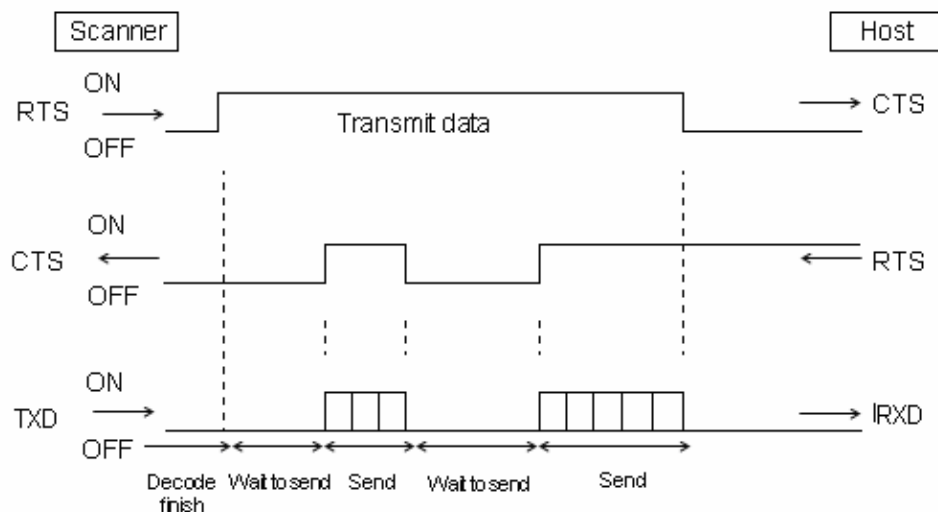 Scanner
Host
ON
RTS
CTS
Transmit data
OFF
ON
CTS
RTS
OFF
ON
TXD
RXD
OFF
Decode finish
Wait to send
Send
Wait to send
Send